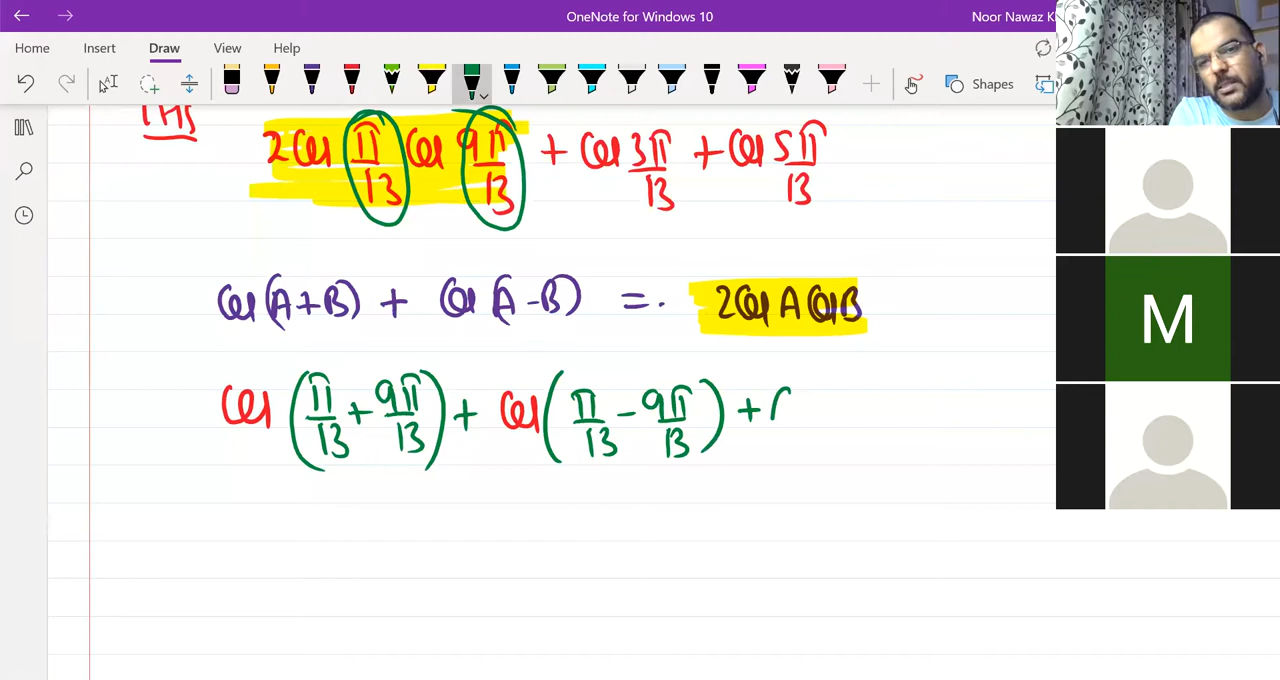 OneNote for Windows 10
Noor Nawaz K
Home Insert Draw View Help
Shapes
LHS
2Cos π/13 Cos 9π/13 + Cos 3π/13 + Cos 5π/13
Cos(A+B) + Cos(A-B) = . 2CosACosB
Cos (π/13 + 9π/13) + Cos (π/13 - 9π/13) +
M